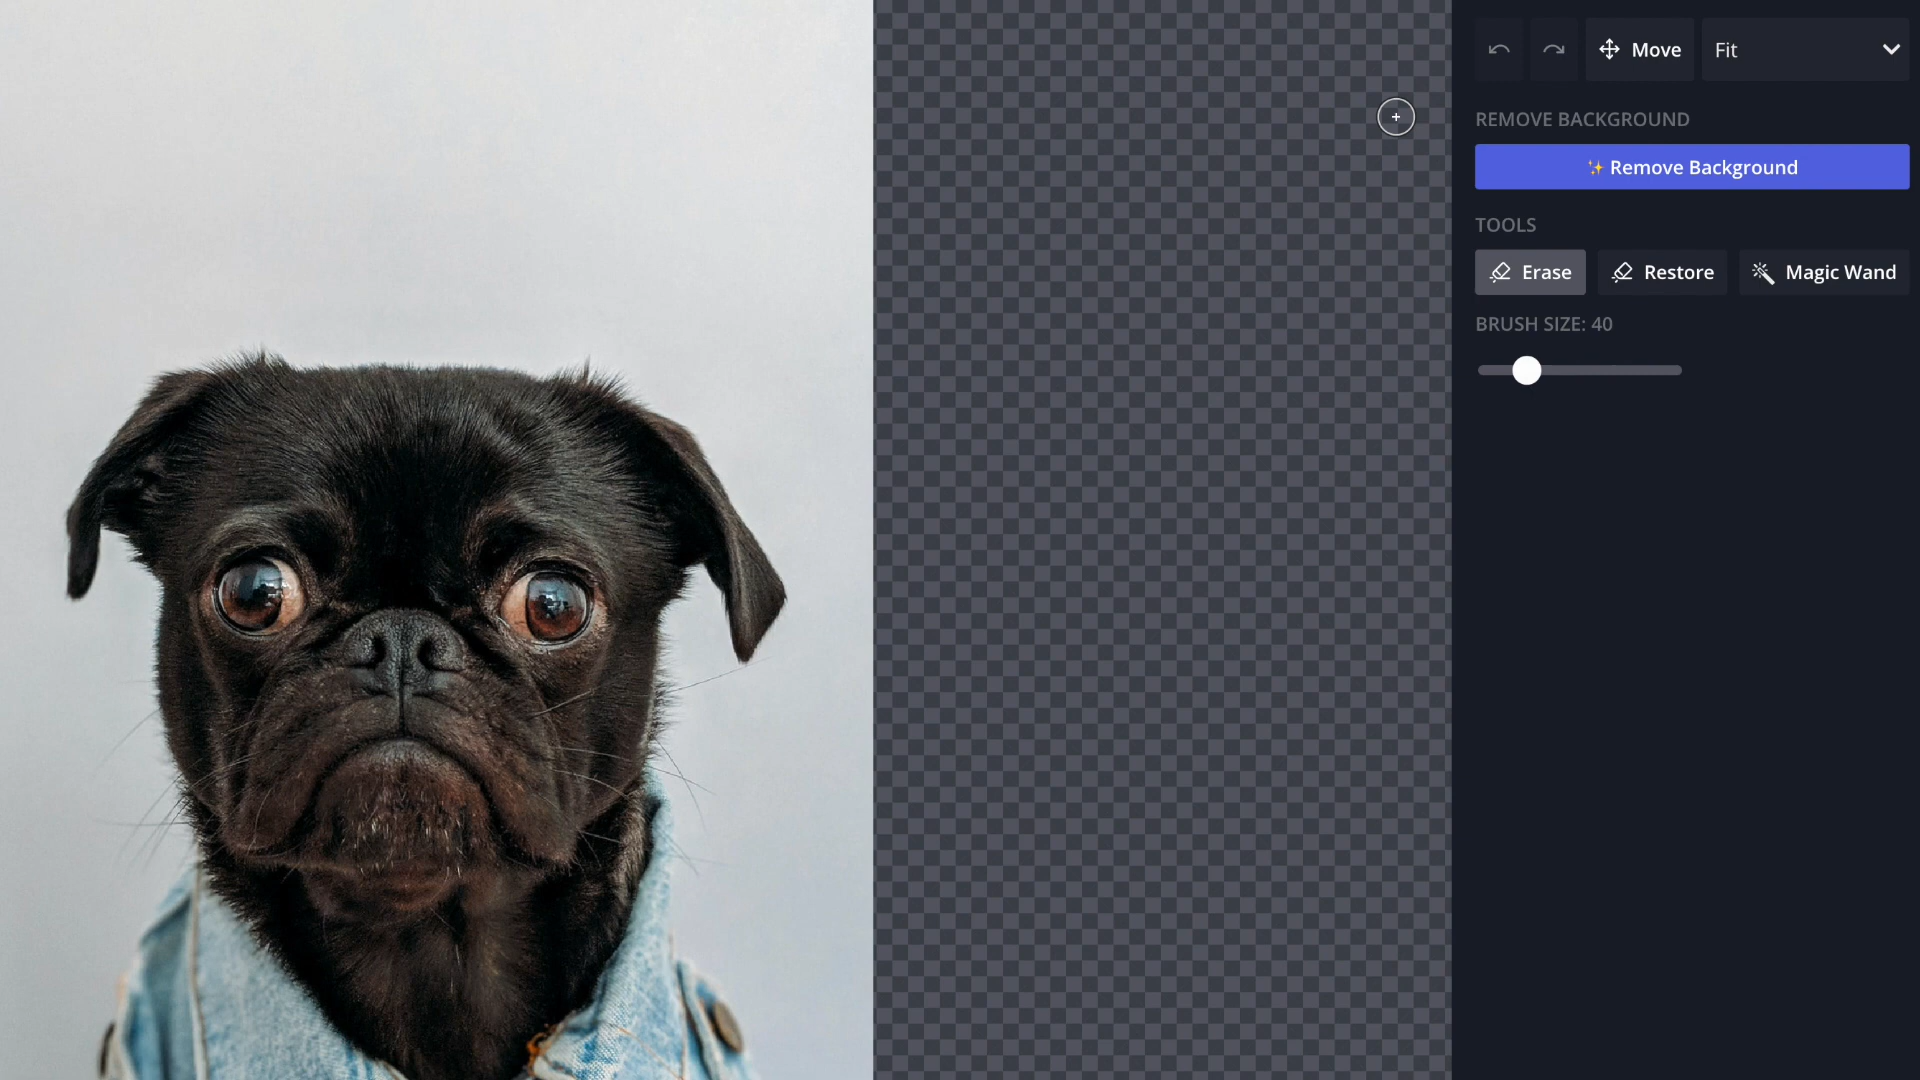 Move
Fit
REMOVE BACKGROUND
Remove Background
TOOLS
Erase
Restore
Magic Wand
BRUSH SIZE: 40